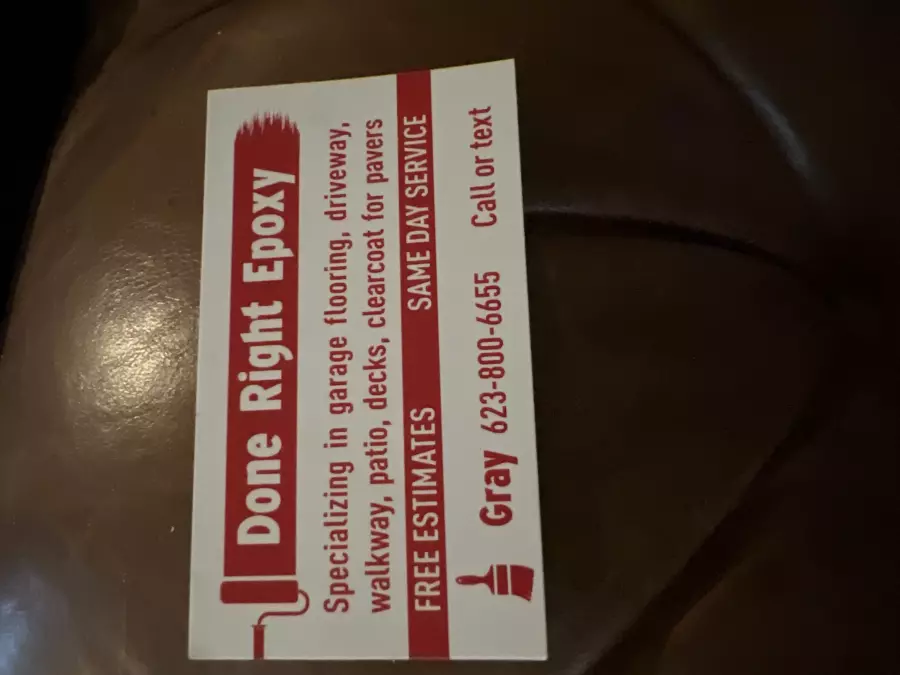 Done Right Epoxy
Specializing in garage flooring, driveway,
walkway, patio, decks, clearcoat for pavers
FREE ESTIMATES SAME DAY SERVICE
Gray 623-800-6655 Call or text